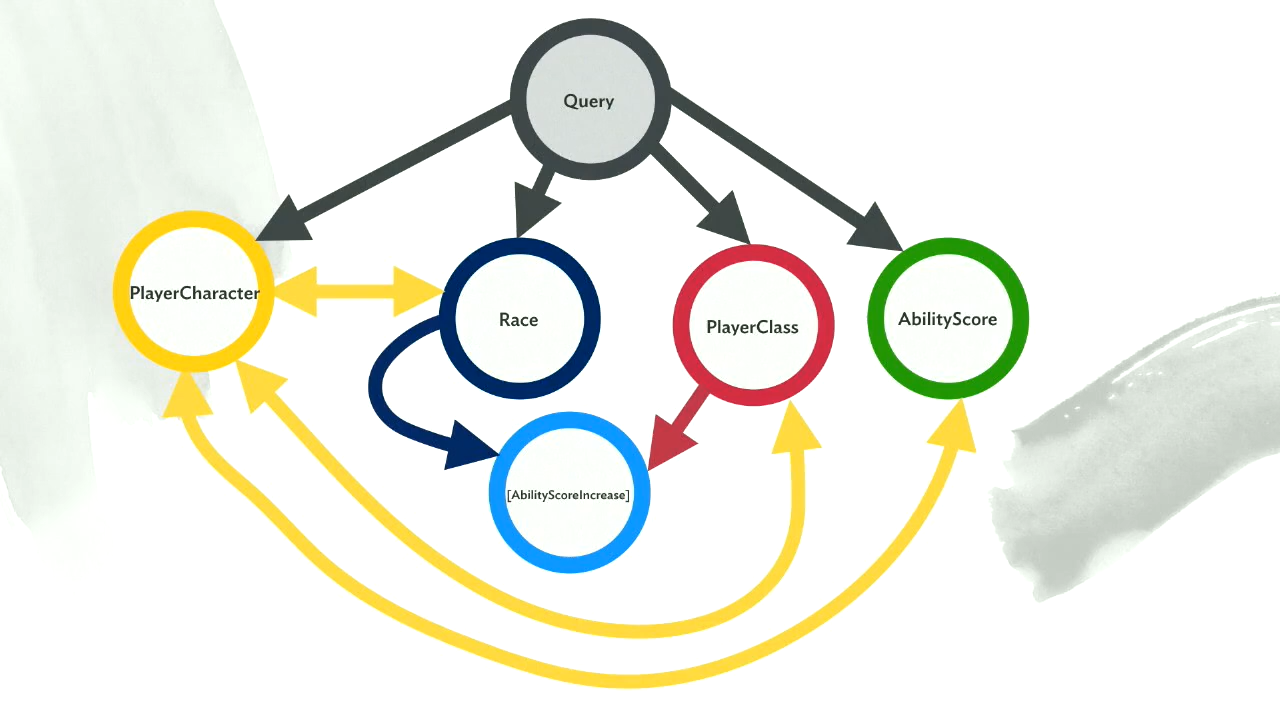 Query
PlayerCharacter
Race
PlayerClass
AbilityScore
[AbilityScoreIncrease]